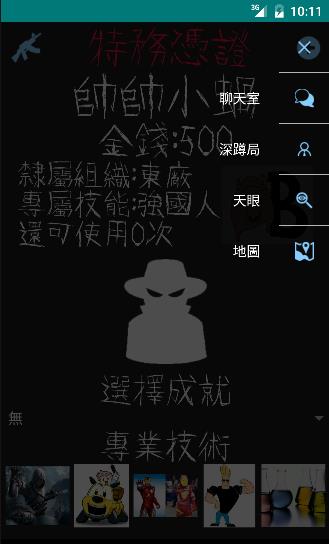 3G 10:11
特務憑證
帥帥小蝸
金錢:500
隸屬組織:東廠
專屬技能:強國人
還可使用0次
聊天室
深蹲局
天眼
地圖
B
選擇成就
無
專業技術